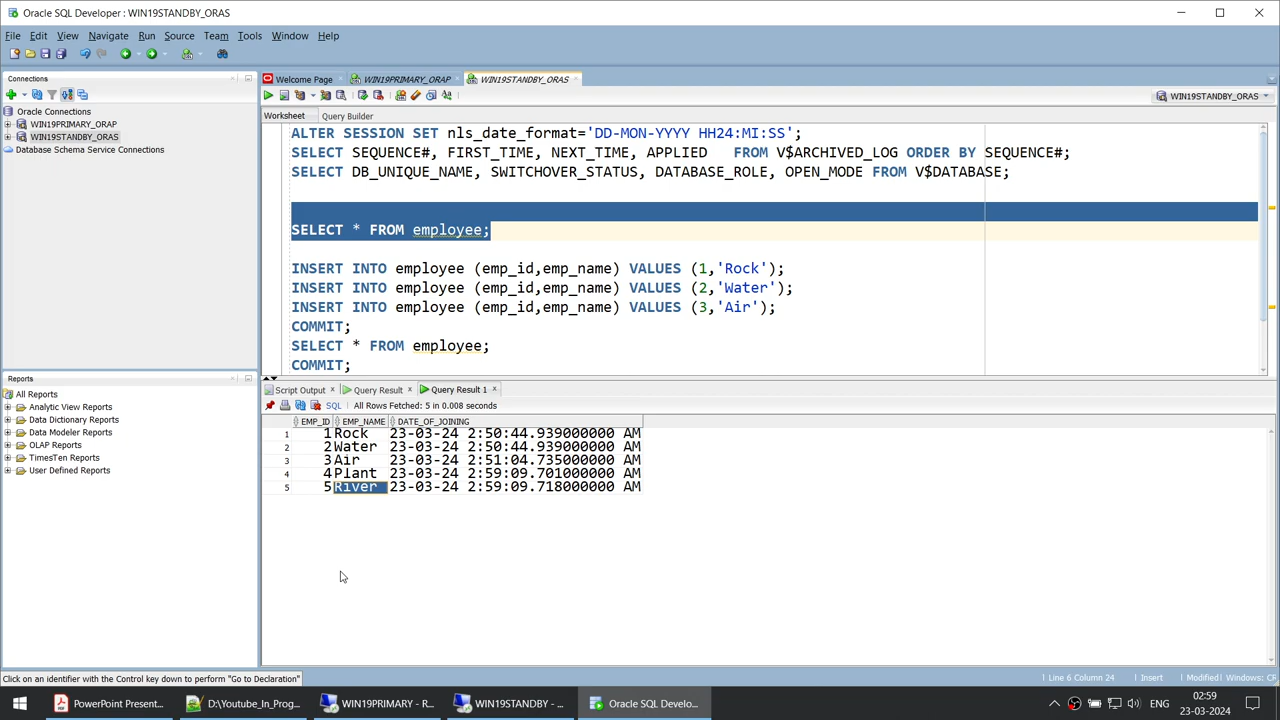 Oracle SQL Developer : WIN19STANDBY_ORAS
File Edit View Navigate Run Source Team Tools Window Help
Connections
Oracle Connections
WIN19PRIMARY_ORAP
WIN19STANDBY_ORAS
Database Schema Service Connections
Reports
All Reports
Analytic View Reports
Data Dictionary Reports
Data Modeler Reports
OLAP Reports
TimesTen Reports
User Defined Reports
Welcome Page WIN19PRIMARY_ORAP WIN19STANDBY_ORAS
WIN19STANDBY_ORAS
Worksheet Query Builder
ALTER SESSION SET nls_date_format='DD-MON-YYYY HH24:MI:SS';
SELECT SEQUENCE#, FIRST_TIME, NEXT_TIME, APPLIED FROM V$ARCHIVED_LOG ORDER BY SEQUENCE#;
SELECT DB_UNIQUE_NAME, SWITCHOVER_STATUS, DATABASE_ROLE, OPEN_MODE FROM V$DATABASE;
SELECT * FROM employee;
INSERT INTO employee (emp_id,emp_name) VALUES (1,'Rock');
INSERT INTO employee (emp_id,emp_name) VALUES (2,'Water');
INSERT INTO employee (emp_id,emp_name) VALUES (3,'Air');
COMMIT;
SELECT * FROM employee;
COMMIT;
Script Output Query Result Query Result 1
SQL All Rows Fetched: 5 in 0.008 seconds
EMP_ID EMP_NAME DATE_OF_JOINING
1 1 Rock 23-03-24 2:50:44.939000000 AM
2 2 Water 23-03-24 2:50:44.939000000 AM
3 3 Air 23-03-24 2:51:04.735000000 AM
4 4 Plant 23-03-24 2:59:09.701000000 AM
5 5 River 23-03-24 2:59:09.718000000 AM
Click on an identifier with the Control key down to perform "Go to Declaration"
Line 6 Column 24 Insert Modified Windows: CR
PowerPoint Present... D:\Youtube_In_Prog... WIN19PRIMARY - R... WIN19STANDBY - ... Oracle SQL Develo... ENG
02:59
23-03-2024